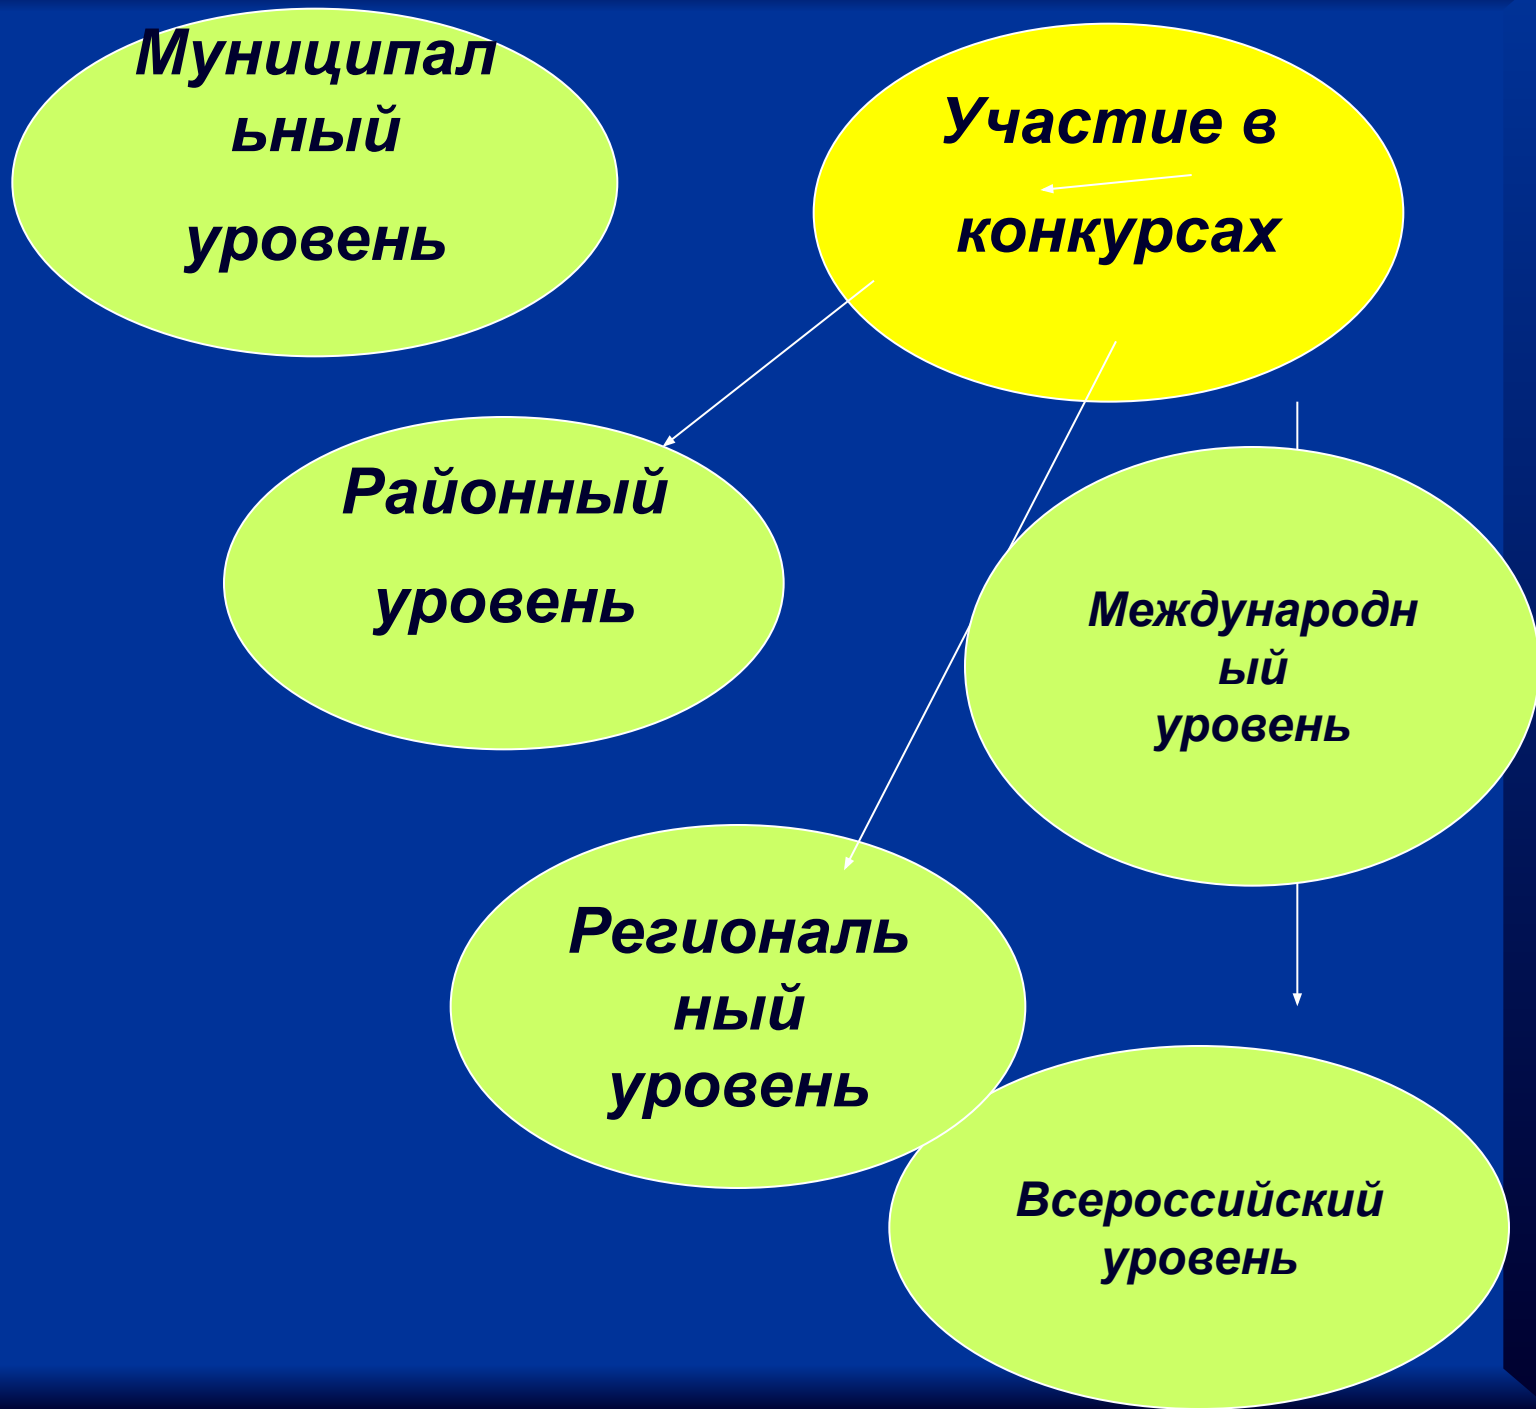 Муниципал
ьный
уровень
Участие в
конкурсах
Районный
уровень
Международн
ый
уровень
Региональ
ный
уровень
Всероссийский
уровень